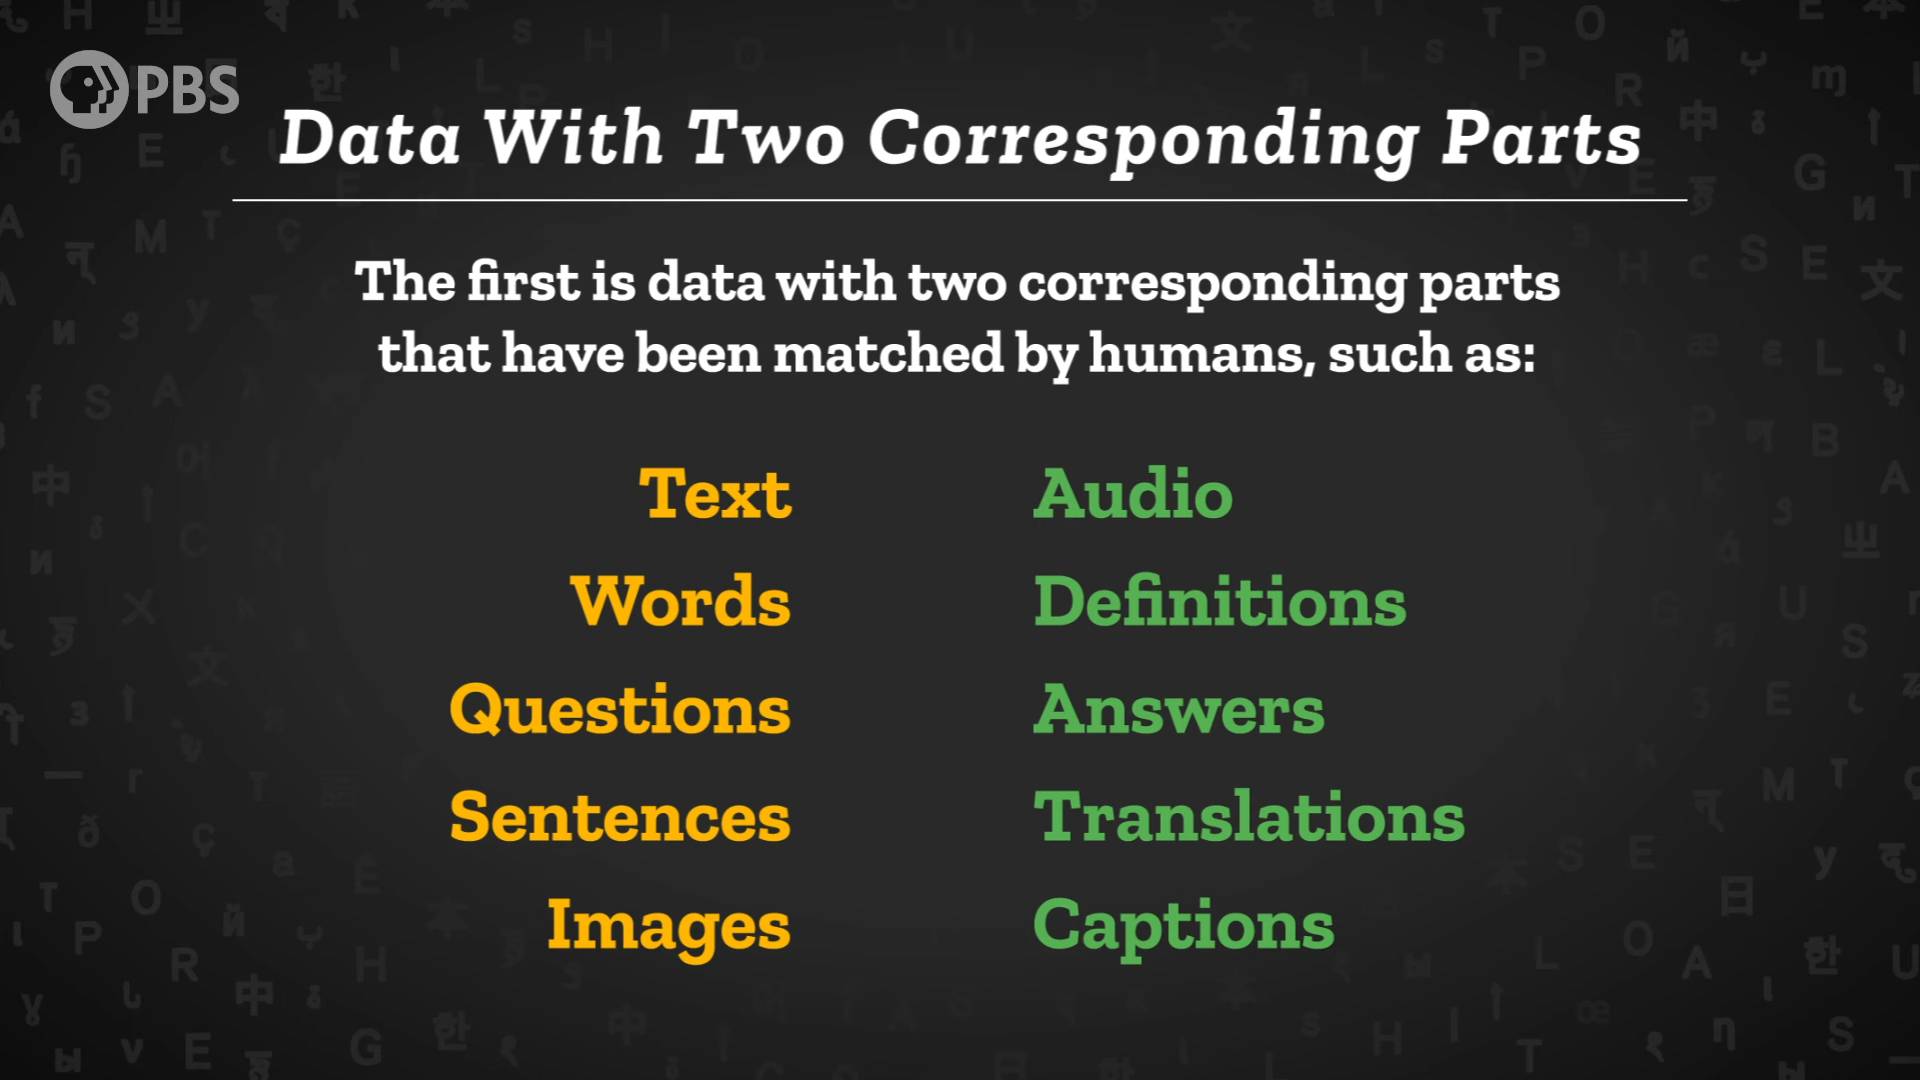 PBS
Data With Two Corresponding Parts
The first is data with two corresponding parts
that have been matched by humans, such as:
Text Audio
Words Definitions
Questions Answers
Sentences Translations
Images Captions